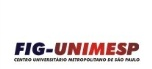 FIG-UNIMESP
CENTRO UNIVERSITÁRIO METROPOLITANO DE SÃO PAULO